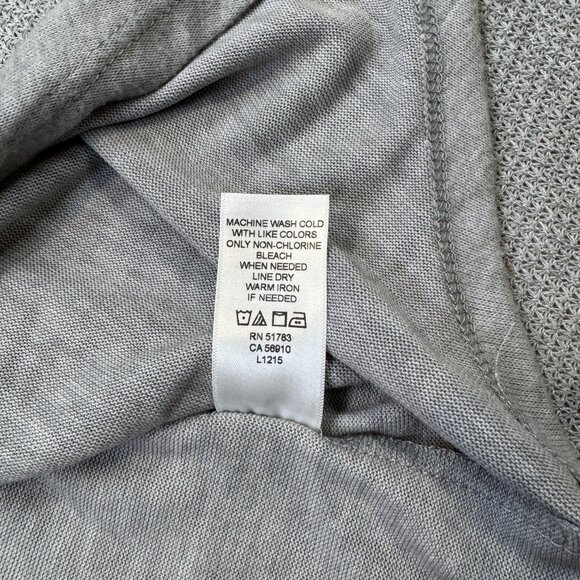 MACHINE WASH COLD
WITH LIKE COLORS
ONLY NON-CHLORINE
BLEACH
WHEN NEEDED
LINE DRY
WARM IRON
IF NEEDED
RN 51783
CA 56910
L1215